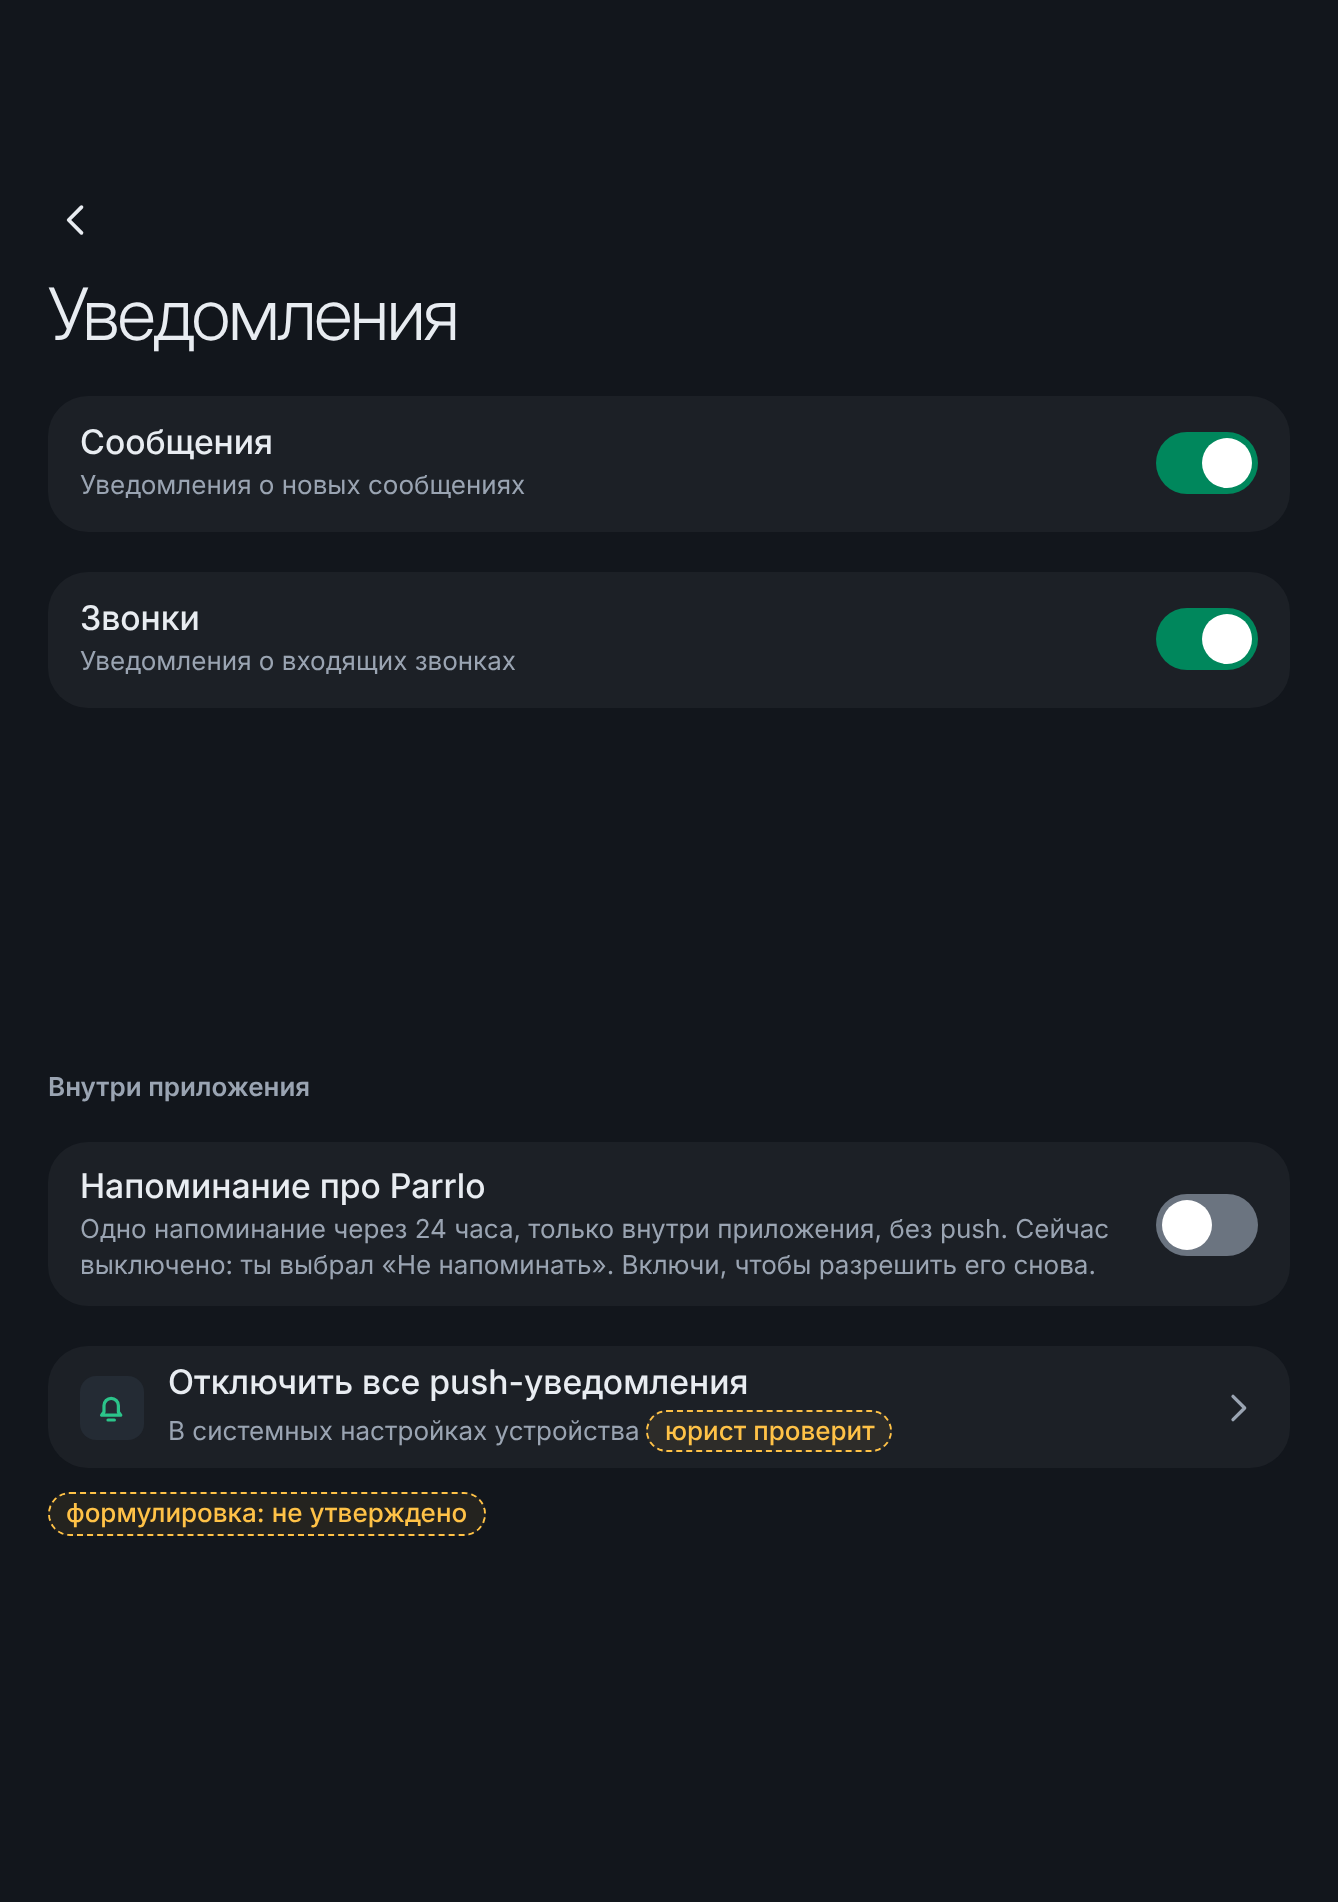 Уведомления
Сообщения
Уведомления о новых сообщениях
Звонки
Уведомления о входящих звонках
Внутри приложения
Напоминание про Parrlo
Одно напоминание через 24 часа, только внутри приложения, без push. Сейчас
выключено: ты выбрал «Не напоминать». Включи, чтобы разрешить его снова.
Отключить все push-уведомления
В системных настройках устройства юрист проверит
формулировка: не утверждено